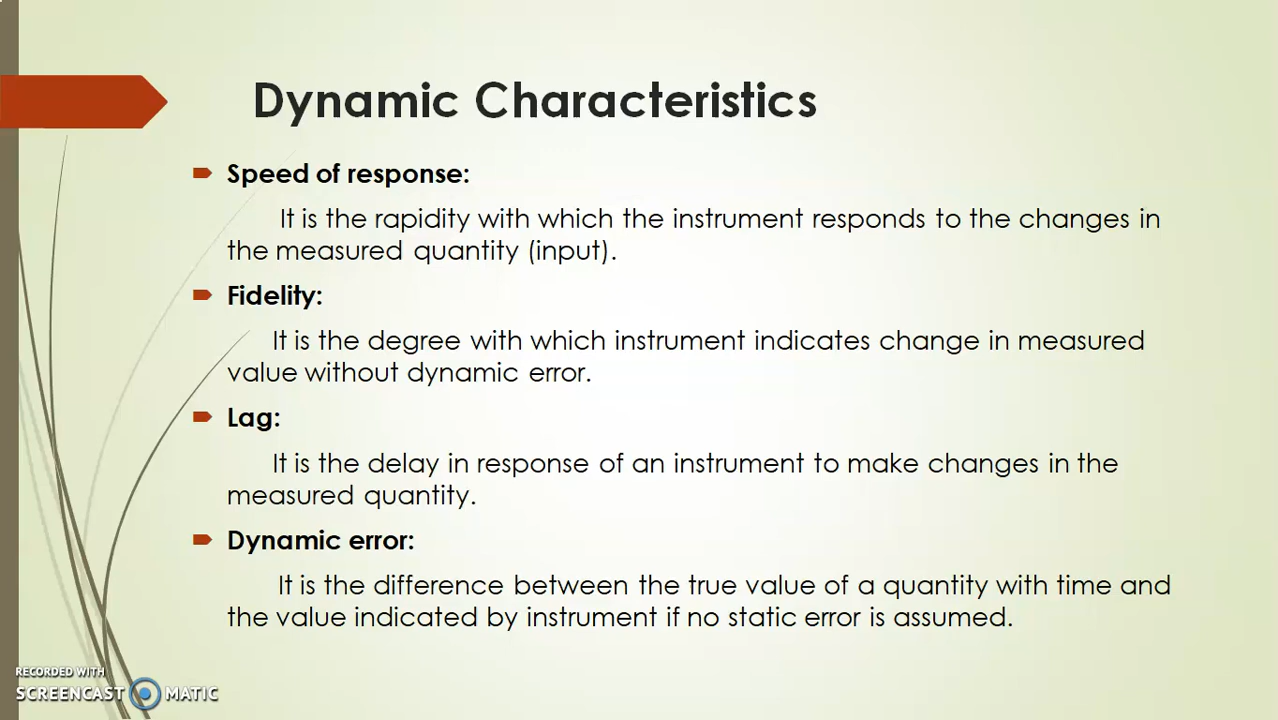 Dynamic Characteristics
Speed of response:
It is the rapidity with which the instrument responds to the changes in
the measured quantity (input).
Fidelity:
It is the degree with which instrument indicates change in measured
value without dynamic error.
Lag:
It is the delay in response of an instrument to make changes in the
measured quantity.
Dynamic error:
It is the difference between the true value of a quantity with time and
the value indicated by instrument if no static error is assumed.
RECORDED WITH
SCREENCAST MATIC